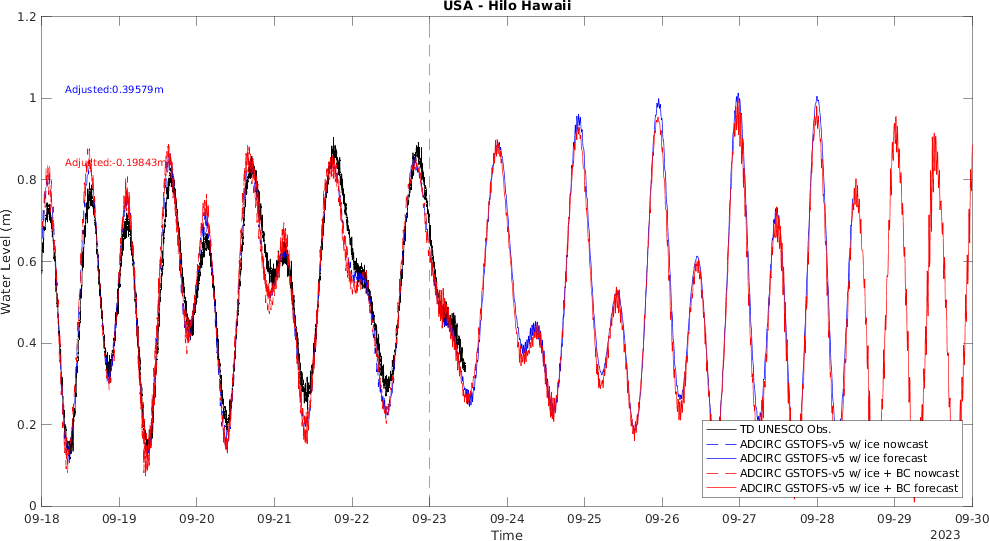 USA - Hilo Hawaii
1.2
1
0.8
0.6
0.4
0.2
0
Water Level (m)
Adjusted:0.39579m
Adjusted:-0.19843m
TD UNESCO Obs.
ADCIRC GSTOFS-v5 w/ ice nowcast
ADCIRC GSTOFS-v5 w/ ice forecast
ADCIRC GSTOFS-v5 w/ ice + BC nowcast
ADCIRC GSTOFS-v5 w/ ice + BC forecast
09-18 09-19 09-20 09-21 09-22 09-23 09-24 09-25 09-26 09-27 09-28 09-29 09-30
Time
2023